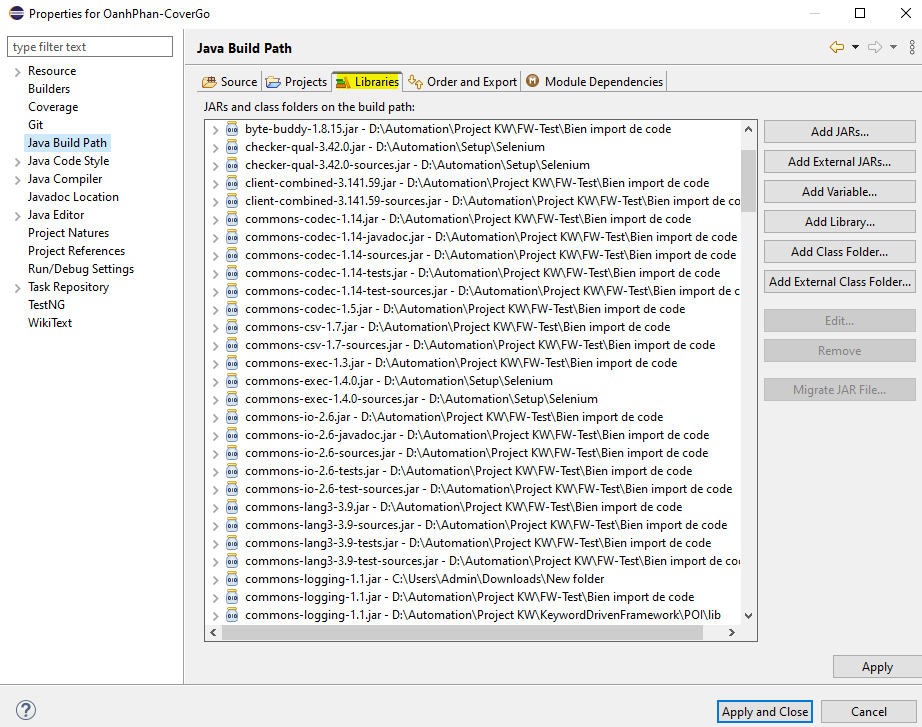 Properties for OanhPhan-CoverGo
type filter text
Resource
Builders
Coverage
Git
Java Build Path
Java Code Style
Java Compiler
Javadoc Location
Java Editor
Project Natures
Project References
Run/Debug Settings
Task Repository
TestNG
WikiText
Java Build Path
Source Projects Libraries Order and Export Module Dependencies
JARs and class folders on the build path:
byte-buddy-1.8.15.jar - D:\Automation\Project KW\FW-Test\Bien import de code
checker-qual-3.42.0.jar - D:\Automation\Setup\Selenium
checker-qual-3.42.0-sources.jar - D:\Automation\Setup\Selenium
client-combined-3.141.59.jar - D:\Automation\Project KW\FW-Test\Bien import de code
client-combined-3.141.59-sources.jar - D:\Automation\Project KW\FW-Test\Bien import de co
commons-codec-1.14.jar - D:\Automation\Project KW\FW-Test\Bien import de code
commons-codec-1.14-javadoc.jar - D:\Automation\Project KW\FW-Test\Bien import de code
commons-codec-1.14-sources.jar - D:\Automation\Project KW\FW-Test\Bien import de code
commons-codec-1.14-tests.jar - D:\Automation\Project KW\FW-Test\Bien import de code
commons-codec-1.14-test-sources.jar - D:\Automation\Project KW\FW-Test\Bien import de c
commons-codec-1.5.jar - D:\Automation\Project KW\FW-Test\Bien import de code
commons-csv-1.7.jar - D:\Automation\Project KW\FW-Test\Bien import de code
commons-csv-1.7-sources.jar - D:\Automation\Project KW\FW-Test\Bien import de code
commons-exec-1.3.jar - D:\Automation\Project KW\FW-Test\Bien import de code
commons-exec-1.4.0.jar - D:\Automation\Setup\Selenium
commons-exec-1.4.0-sources.jar - D:\Automation\Setup\Selenium
commons-io-2.6.jar - D:\Automation\Project KW\FW-Test\Bien import de code
commons-io-2.6-javadoc.jar - D:\Automation\Project KW\FW-Test\Bien import de code
commons-io-2.6-sources.jar - D:\Automation\Project KW\FW-Test\Bien import de code
commons-io-2.6-tests.jar - D:\Automation\Project KW\FW-Test\Bien import de code
commons-io-2.6-test-sources.jar - D:\Automation\Project KW\FW-Test\Bien import de code
commons-lang3-3.9.jar - D:\Automation\Project KW\FW-Test\Bien import de code
commons-lang3-3.9-sources.jar - D:\Automation\Project KW\FW-Test\Bien import de code
commons-lang3-3.9-tests.jar - D:\Automation\Project KW\FW-Test\Bien import de code
commons-lang3-3.9-test-sources.jar - D:\Automation\Project KW\FW-Test\Bien import de co
commons-logging-1.1.jar - C:\Users\Admin\Downloads\New folder
commons-logging-1.1.jar - D:\Automation\Project KW\FW-Test\Bien import de code
commons-logging-1.1.jar - D:\Automation\Project KW\KeywordDrivenFramework\POI\lib
Add JARs...
Add External JARs...
Add Variable...
Add Library...
Add Class Folder...
Add External Class Folder...
Edit...
Remove
Migrate JAR File...
Apply
Apply and Close Cancel